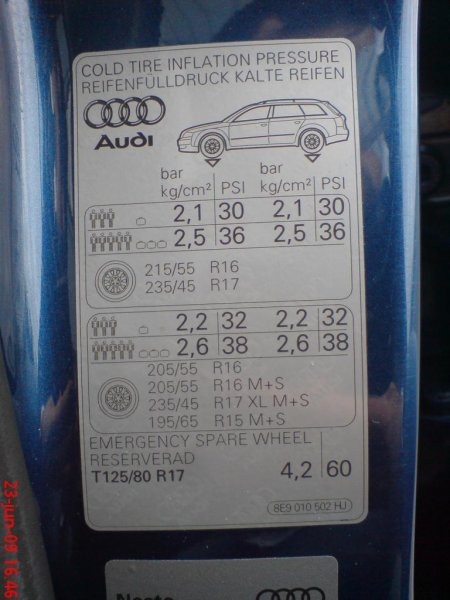 COLD TIRE INFLATION PRESSURE
REIFENFÜLLDRUCK KALTE REIFEN
Audi
bar kg/cm² PSI bar kg/cm² PSI
2,1 30 2,1 30
2,5 36 2,5 36
215/55 R16
235/45 R17
2,2 32 2,2 32
2,6 38 2,6 38
205/55 R16
205/55 R16 M+S
235/45 R17 XL M+S
195/65 R15 M+S
EMERGENCY SPARE WHEEL
RESERVERAD
T125/80 R17 4,2 60
8E9 010 502 HJ
23-jun-09 16:46